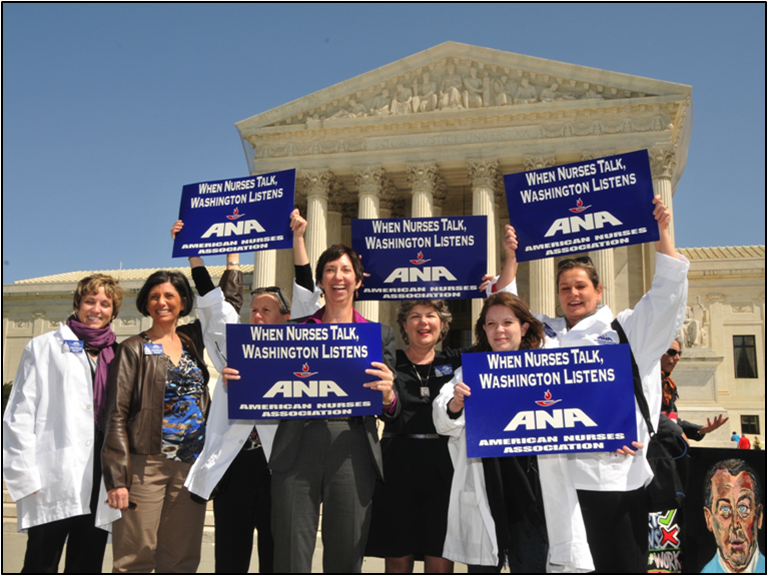 WHEN NURSES TALK,
WASHINGTON LISTENS
ANA
AMERICAN NURSES
ASSOCIATION
WHEN NURSES TALK,
WASHINGTON LISTENS
ANA
AMERICAN NURSES
ASSOCIATION
WHEN NURSES TALK,
WASHINGTON LISTENS
ANA
AMERICAN NURSES
ASSOCIATION
WHEN NURSES TALK,
WASHINGTON LISTENS
ANA
AMERICAN NURSES
ASSOCIATION
WHEN NURSES TALK,
WASHINGTON LISTENS
ANA
AMERICAN NURSES
ASSOCIATION